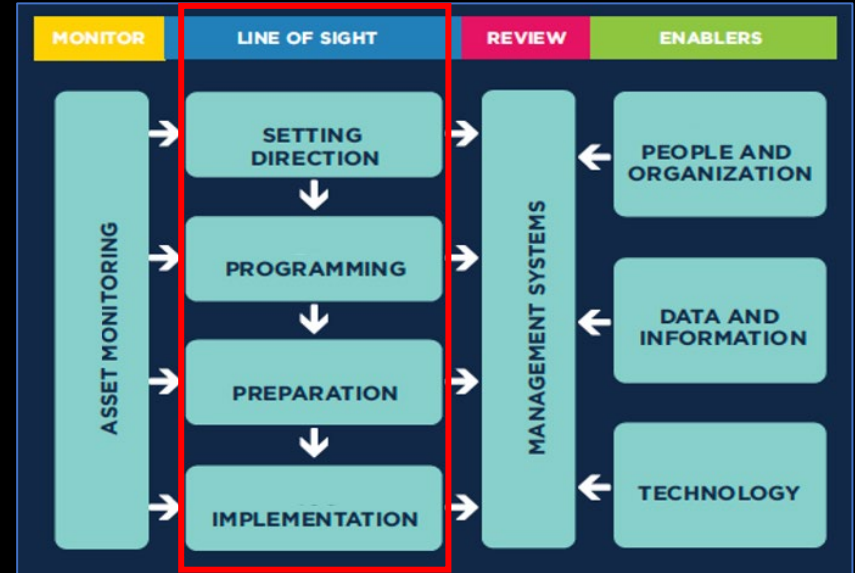 MONITOR
LINE OF SIGHT
REVIEW
ENABLERS
ASSET MONITORING
SETTING
DIRECTION
PROGRAMMING
PREPARATION
IMPLEMENTATION
MANAGEMENT SYSTEMS
PEOPLE AND
ORGANIZATION
DATA AND
INFORMATION
TECHNOLOGY